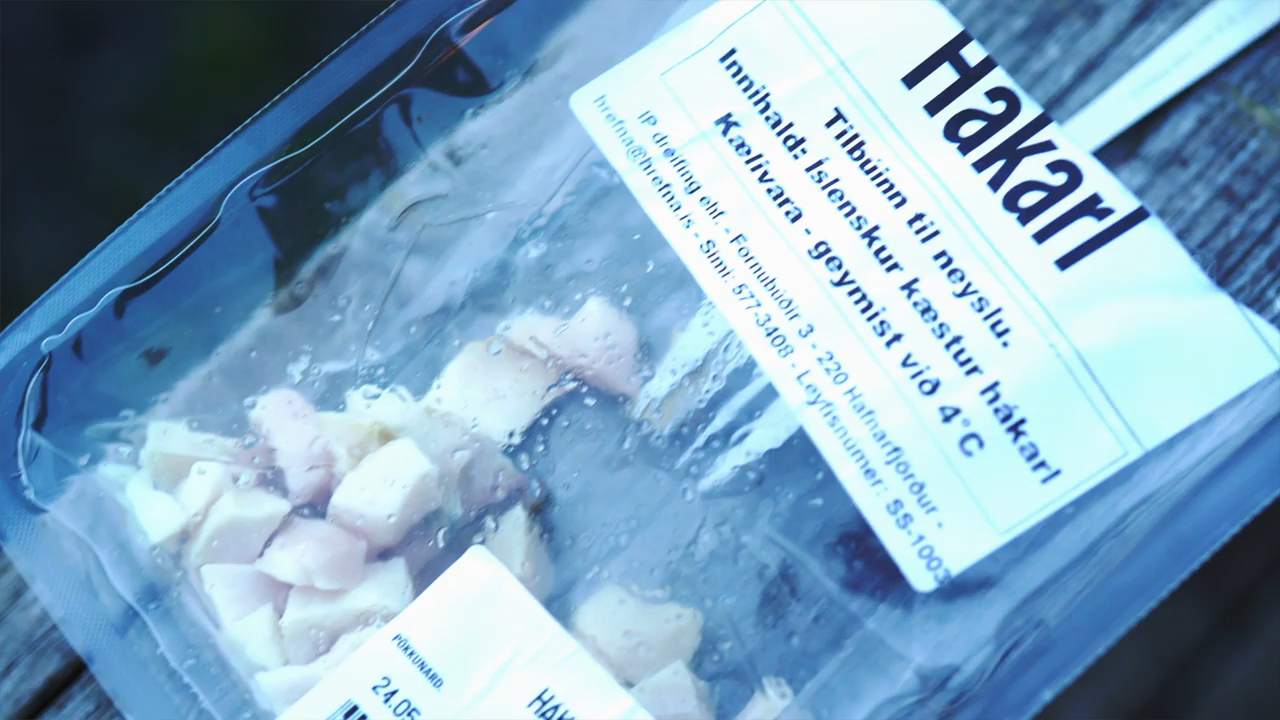 Hákarl
Tilbúinn til neyslu.
Innihald: Íslenskur kæstur hákarl
Kælivara - geymist við 4°C
IP dreifing ehf. - Fornubúðir 3 - 220 Hafnarfjörður -
hrefna@hrefna.is - Sími: 577-3408 - Leyfisnúmer: SS-1003
PÖKKUNARD.
24.05
HÁK